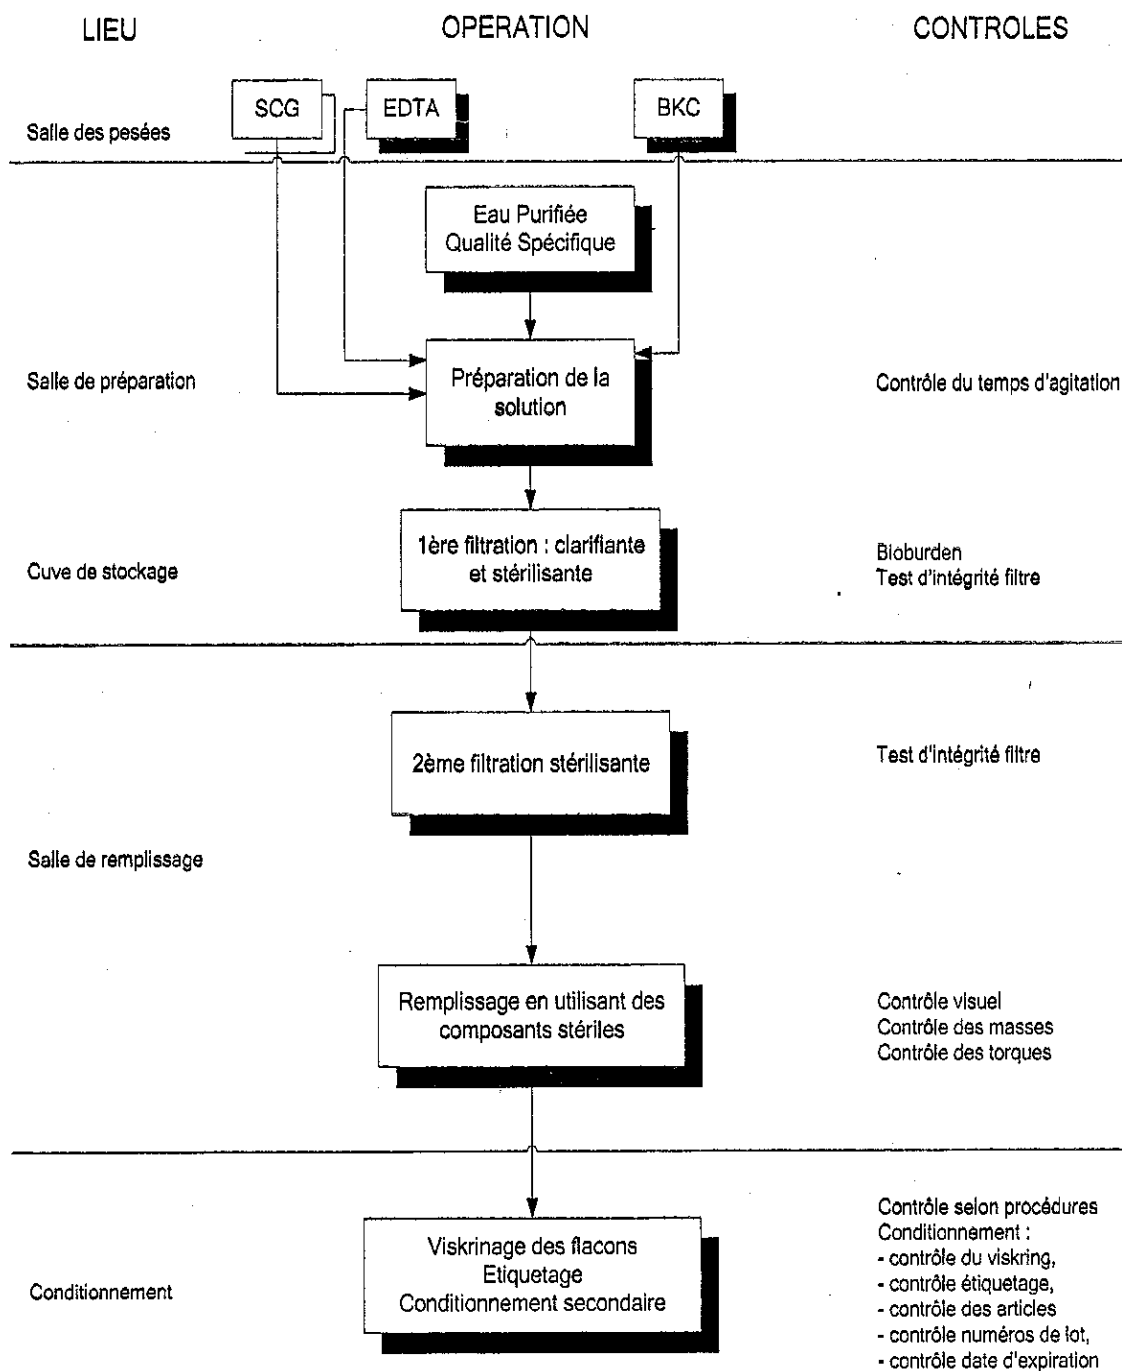 LIEU
OPERATION
CONTROLES
SCG
EDTA
BKC
Salle des pesées
Eau Purifiée
Qualité Spécifique
Salle de préparation
Préparation de la
solution
Contrôle du temps d'agitation
Cuve de stockage
1ère filtration : clarifiante
et stérilisante
Bioburden
Test d'intégrité filtre
2ème filtration stérilisante
Test d'intégrité filtre
Salle de remplissage
Remplissage en utilisant des
composants stériles
Contrôle visuel
Contrôle des masses
Contrôle des torques
Conditionnement
Viskrinage des flacons
Etiquetage
Conditionnement secondaire
Contrôle selon procédures
Conditionnement :
- contrôle du viskring,
- contrôle étiquetage,
- contrôle des articles
- contrôle numéros de lot,
- contrôle date d'expiration